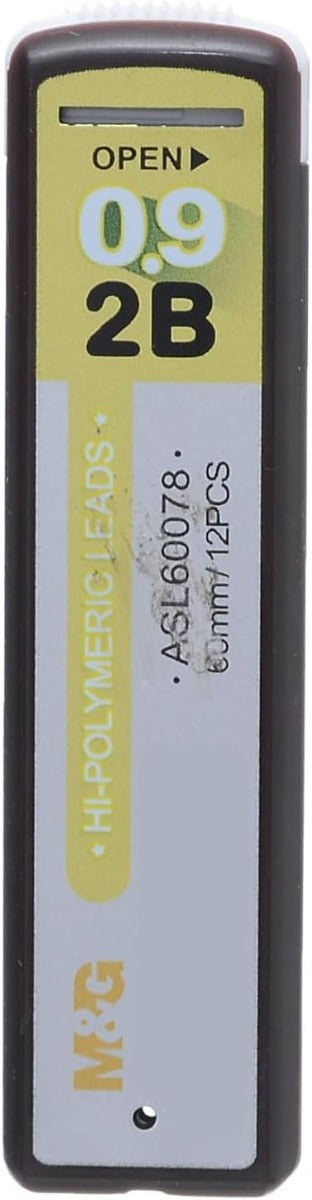 OPEN▶
0.9
2B
★ HI-POLYMERIC LEADS ★
· ASL60078 ·
60mm/12PCS
M&G